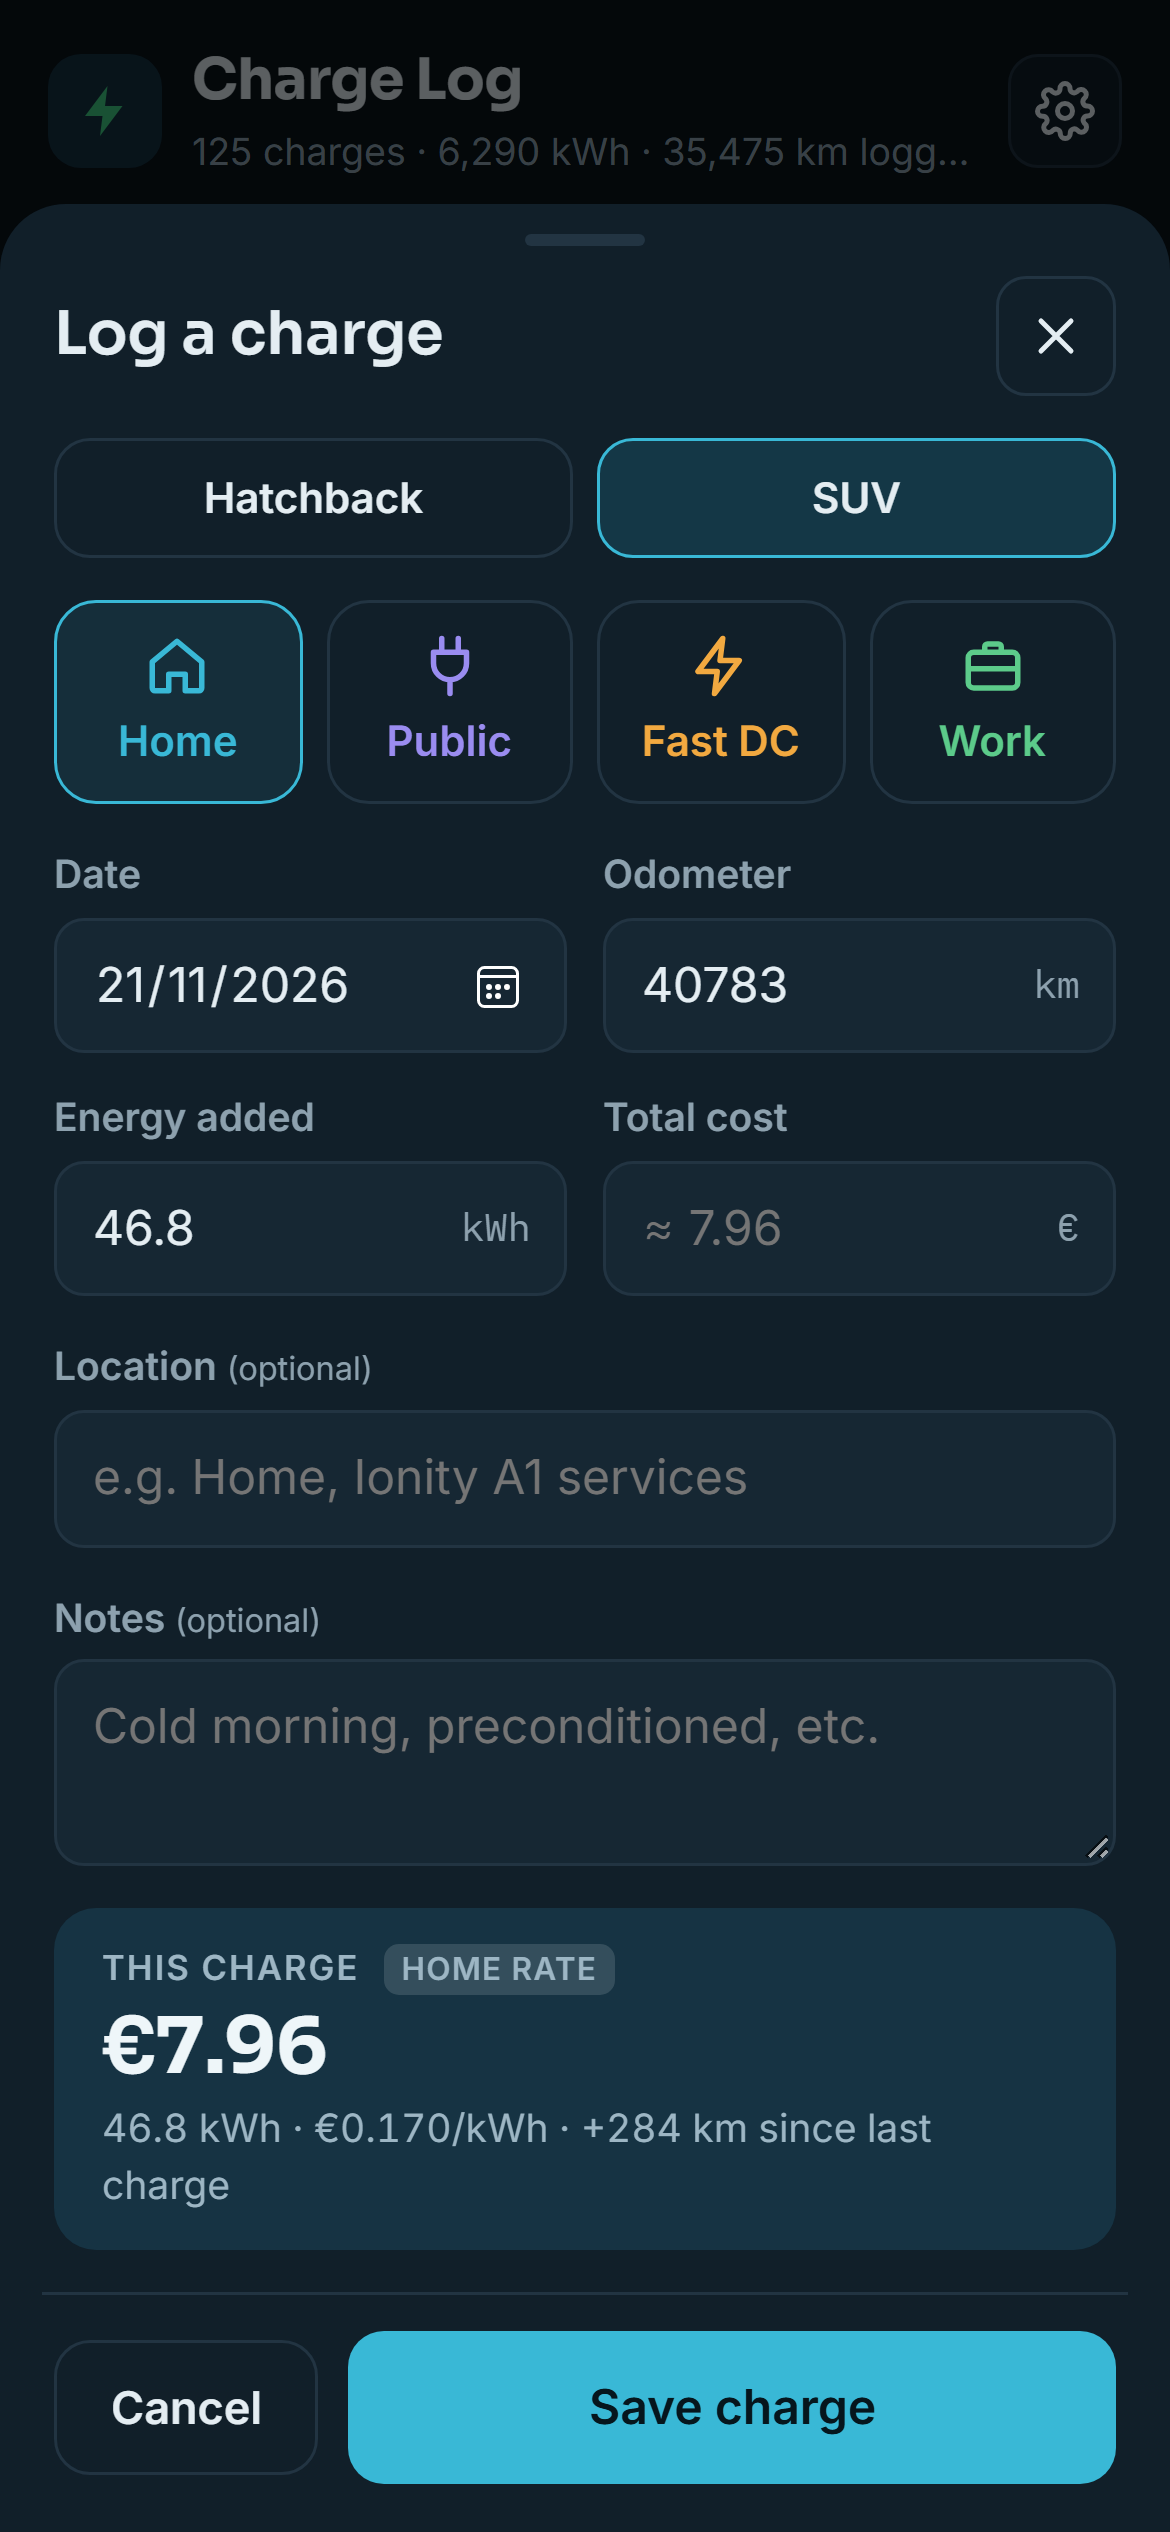 Charge Log
125 charges · 6,290 kWh · 35,475 km logg...
Log a charge
Hatchback
SUV
Home
Public
Fast DC
Work
Date
Odometer
21/11/2026
40783 km
Energy added
Total cost
46.8 kWh
≈ 7.96 €
Location (optional)
e.g. Home, Ionity A1 services
Notes (optional)
Cold morning, preconditioned, etc.
THIS CHARGE HOME RATE
€7.96
46.8 kWh · €0.170/kWh · +284 km since last
charge
Cancel
Save charge